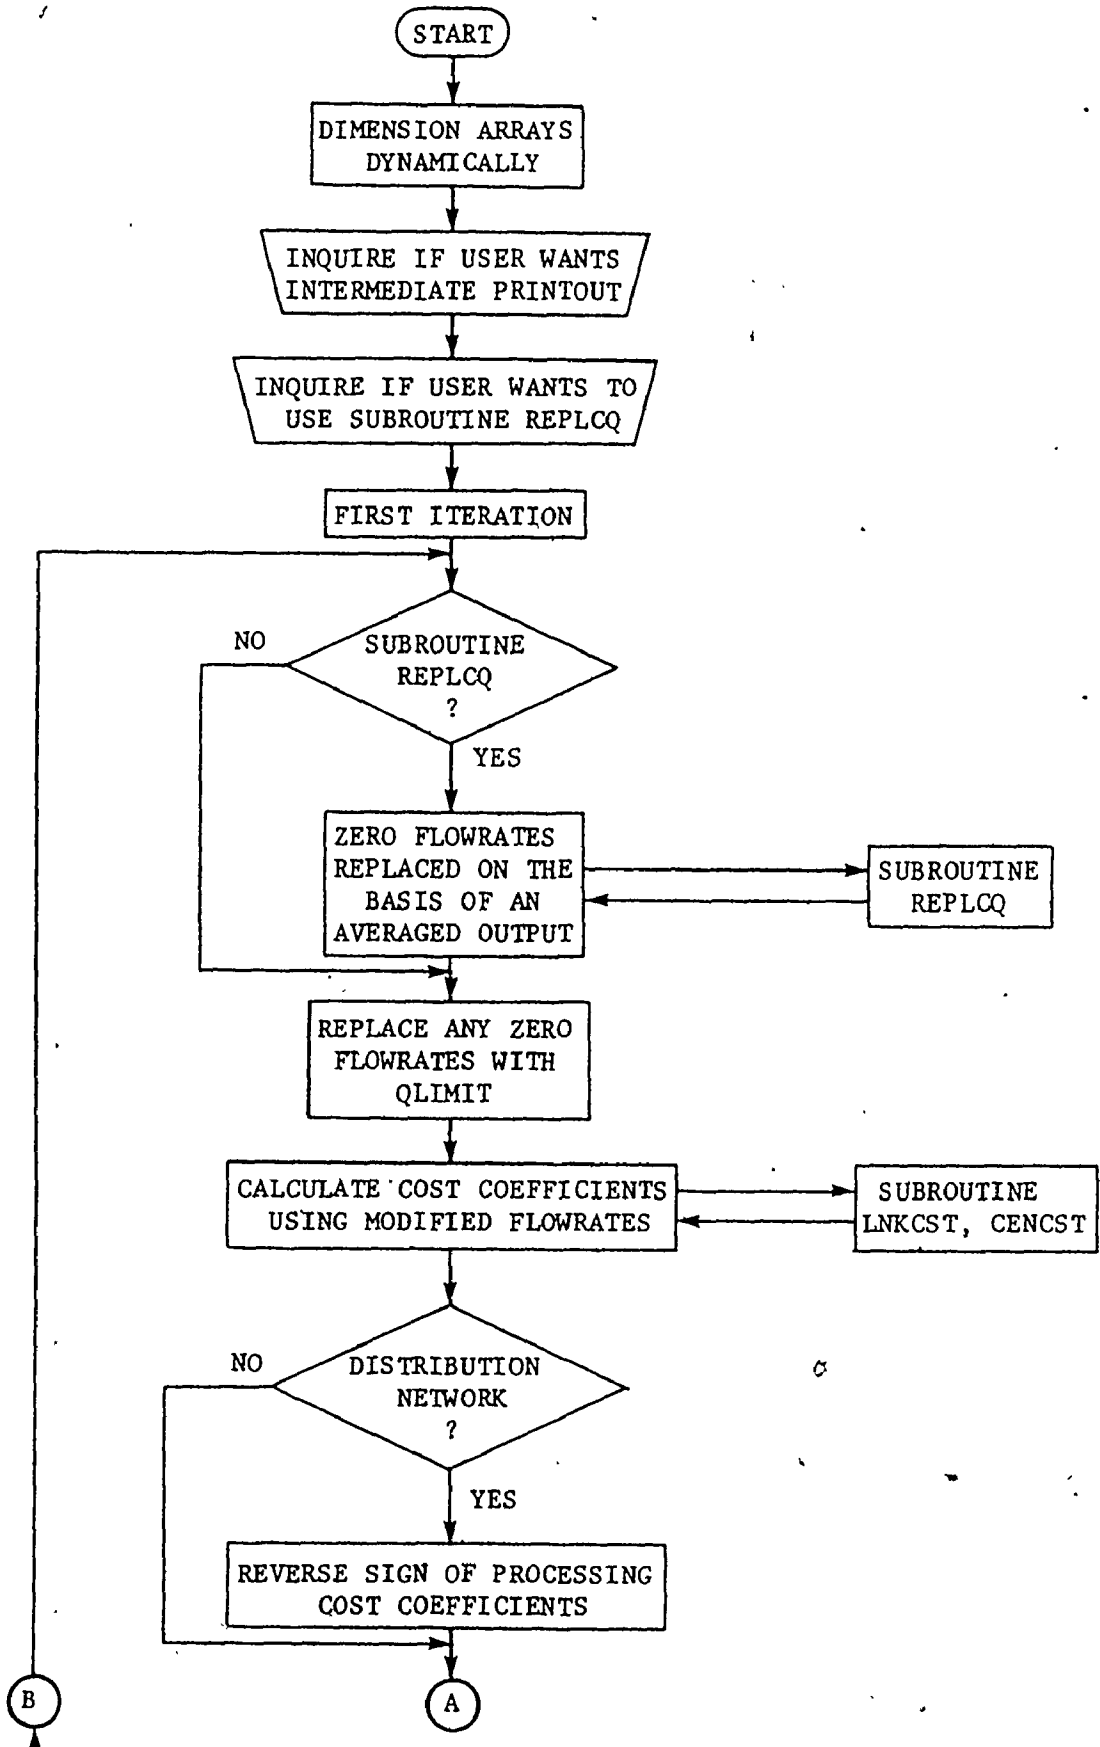 START
DIMENSION ARRAYS
DYNAMICALLY
INQUIRE IF USER WANTS
INTERMEDIATE PRINTOUT
INQUIRE IF USER WANTS TO
USE SUBROUTINE REPLCQ
FIRST ITERATION
NO
SUBROUTINE
REPLCQ
?
YES
ZERO FLOWRATES
REPLACED ON THE
BASIS OF AN
AVERAGED OUTPUT
SUBROUTINE
REPLCQ
REPLACE ANY ZERO
FLOWRATES WITH
QLIMIT
CALCULATE COST COEFFICIENTS
USING MODIFIED FLOWRATES
SUBROUTINE
LNKCST, CENCST
NO
DISTRIBUTION
NETWORK
?
YES
REVERSE SIGN OF PROCESSING
COST COEFFICIENTS
B
A